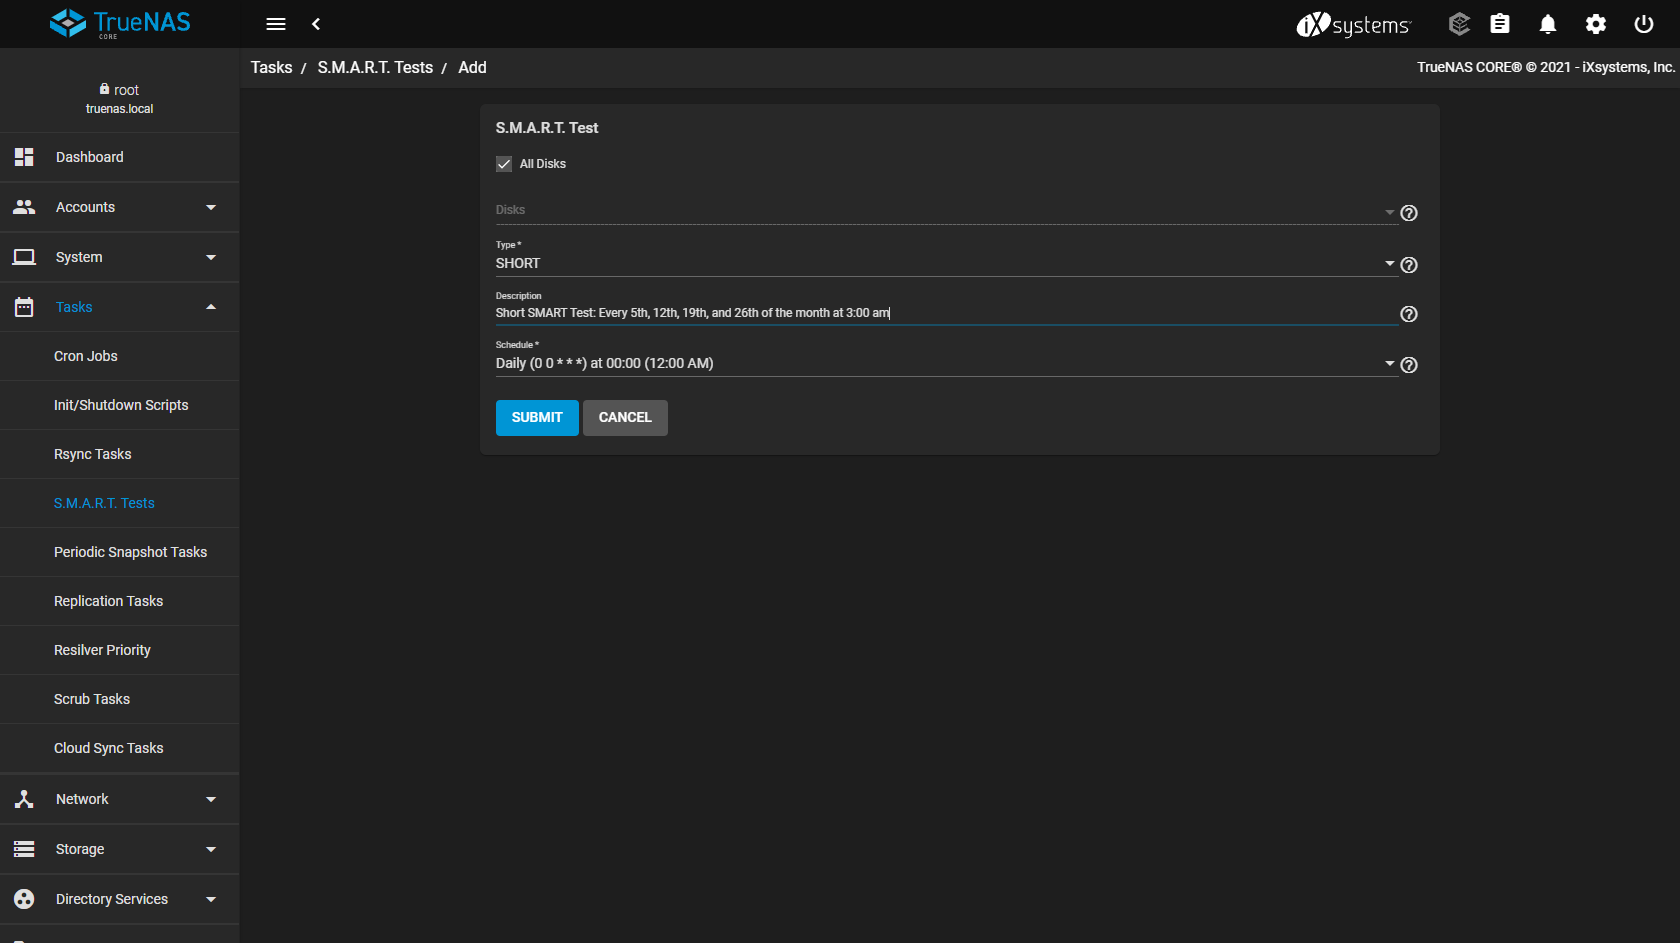 TrueNAS
CORE
iXsystems
Tasks / S.M.A.R.T. Tests / Add
TrueNAS CORE® © 2021 - iXsystems, Inc.
root
truenas.local
Dashboard
Accounts
System
Tasks
Cron Jobs
Init/Shutdown Scripts
Rsync Tasks
S.M.A.R.T. Tests
Periodic Snapshot Tasks
Replication Tasks
Resilver Priority
Scrub Tasks
Cloud Sync Tasks
Network
Storage
Directory Services
S.M.A.R.T. Test
All Disks
Disks
Type *
SHORT
Description
Short SMART Test: Every 5th, 12th, 19th, and 26th of the month at 3:00 am
Schedule *
Daily (0 0 * * *) at 00:00 (12:00 AM)
SUBMIT CANCEL